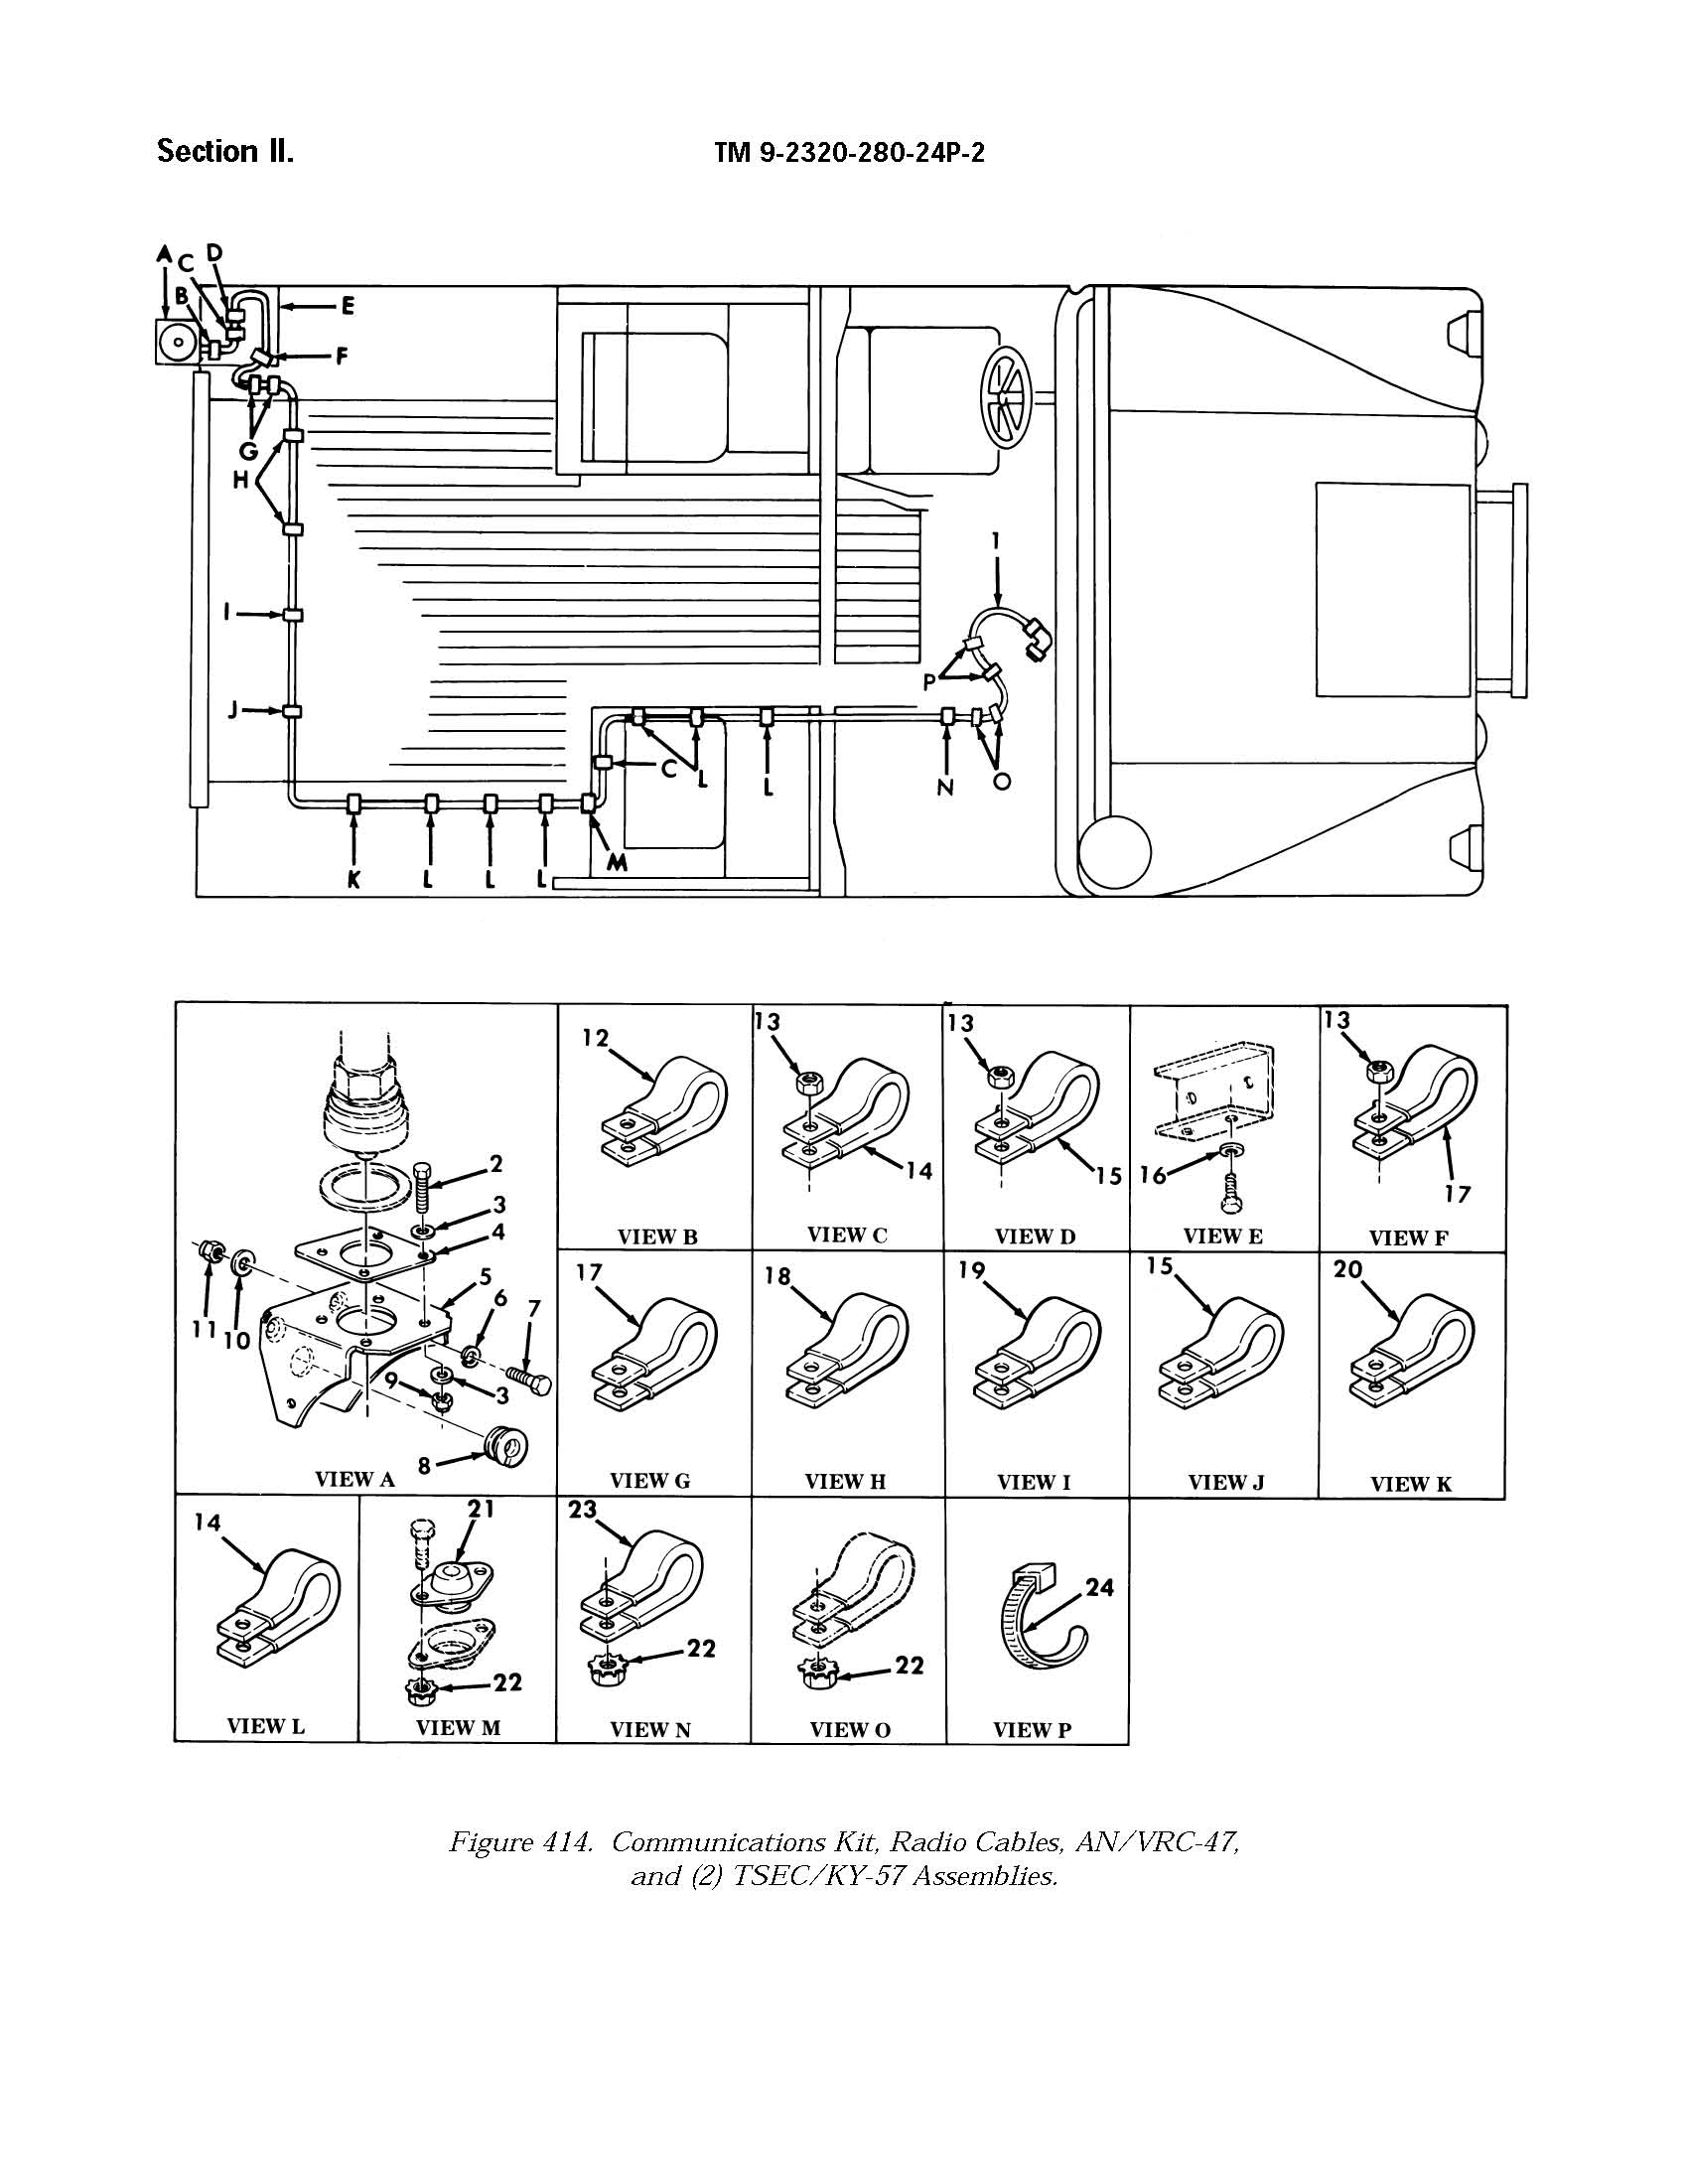 Section II.
TM 9-2320-280-24P-2
A
C
D
B
E
F
G
H
I
J
K
L
L
L
M
C
L
L
N
O
P
1
2
3
4
5
6
7
11
10
9
3
8
VIEW A
12
VIEW B
13
14
VIEW C
13
15
VIEW D
16
VIEW E
13
17
VIEW F
17
VIEW G
18
VIEW H
19
VIEW I
15
VIEW J
20
VIEW K
14
VIEW L
21
22
VIEW M
23
22
VIEW N
22
VIEW O
24
VIEW P
Figure 414. Communications Kit, Radio Cables, AN/VRC-47,
and (2) TSEC/KY-57 Assemblies.